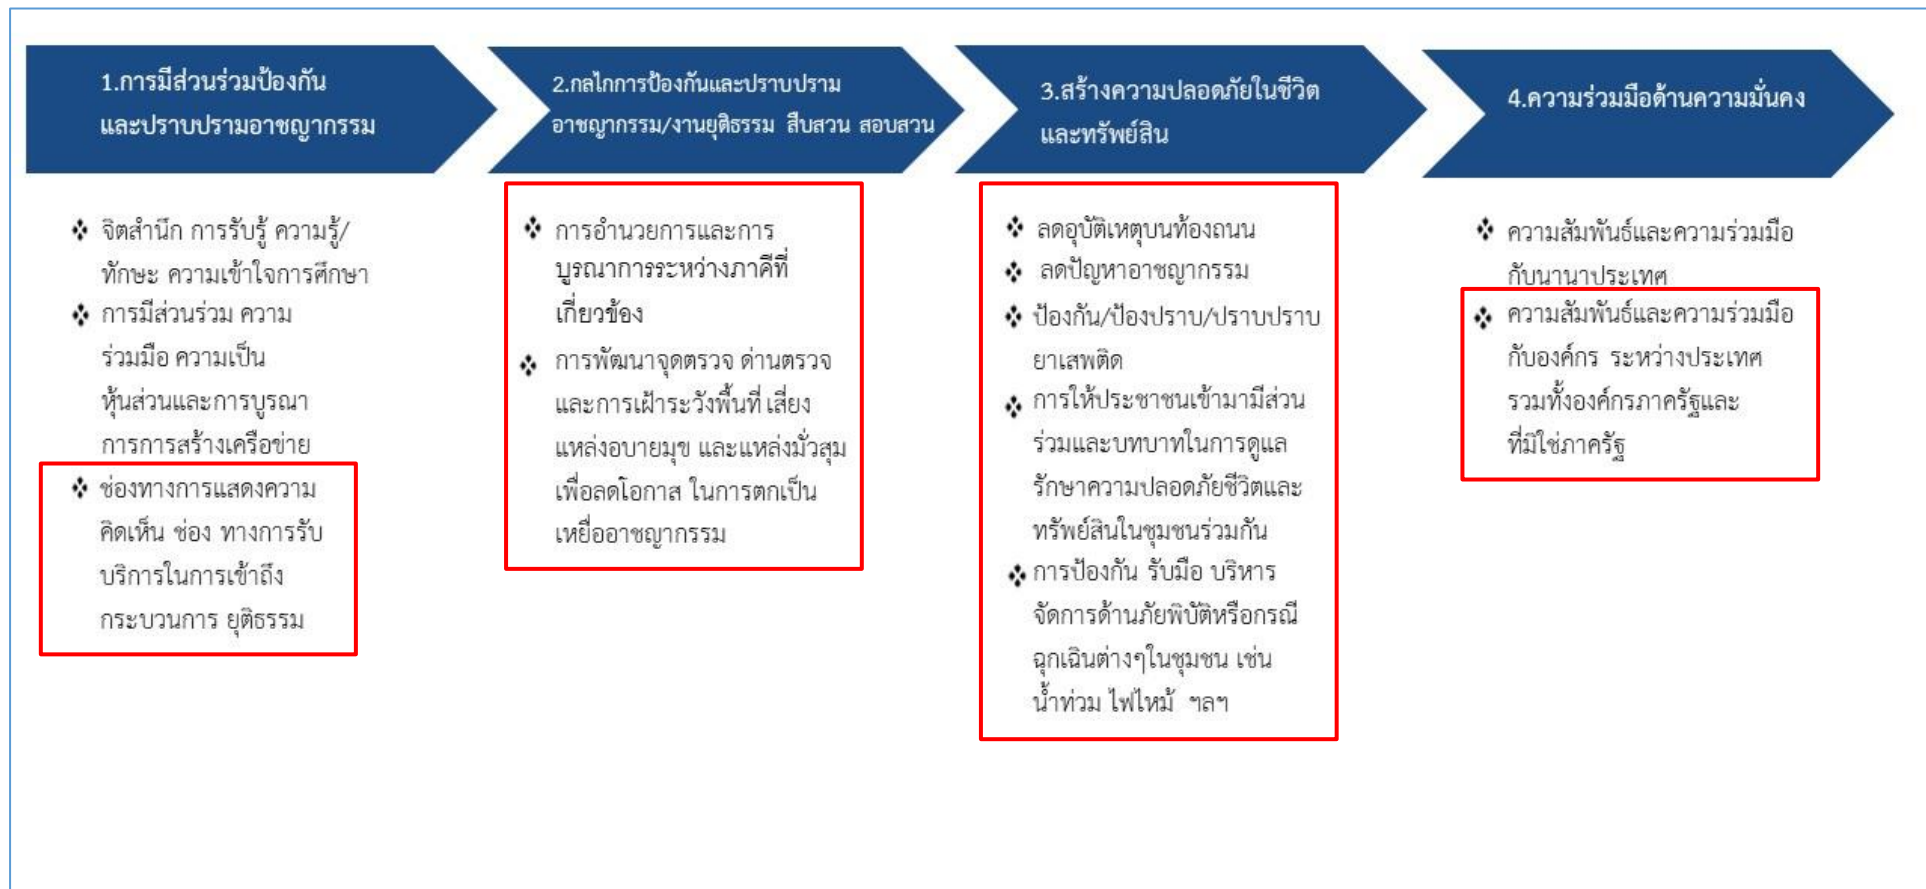 1.การมีส่วนร่วมป้องกัน
และปราบปรามอาชญากรรม
❖ จิตสำนึก การรับรู้ ความรู้/
ทักษะ ความเข้าใจการศึกษา
❖ การมีส่วนร่วม ความ
ร่วมมือ ความเป็น
หุ้นส่วนและการบูรณา
การการสร้างเครือข่าย
❖ ช่องทางการแสดงความ
คิดเห็น ช่อง ทางการรับ
บริการในการเข้าถึง
กระบวนการ ยุติธรรม
2.กลไกการป้องกันและปราบปราม
อาชญากรรม/งานยุติธรรม สืบสวน สอบสวน
❖ การอำนวยการและการ
บูรณาการระหว่างภาคีที่
เกี่ยวข้อง
❖ การพัฒนาจุดตรวจ ด่านตรวจ
และการเฝ้าระวังพื้นที่ เสี่ยง
แหล่งอบายมุข และแหล่งมั่วสุม
เพื่อลดโอกาส ในการตกเป็น
เหยื่ออาชญากรรม
3.สร้างความปลอดภัยในชีวิต
และทรัพย์สิน
❖ ลดอุบัติเหตุบนท้องถนน
❖ ลดปัญหาอาชญากรรม
❖ ป้องกัน/ป้องปราบ/ปราบปราบ
ยาเสพติด
❖ การให้ประชาชนเข้ามามีส่วน
ร่วมและบทบาทในการดูแล
รักษาความปลอดภัยชีวิตและ
ทรัพย์สินในชุมชนร่วมกัน
❖ การป้องกัน รับมือ บริหาร
จัดการด้านภัยพิบัติหรือกรณี
ฉุกเฉินต่างๆในชุมชน เช่น
น้ำท่วม ไฟไหม้ ฯลฯ
4.ความร่วมมือด้านความมั่นคง
❖ ความสัมพันธ์และความร่วมมือ
กับนานาประเทศ
❖ ความสัมพันธ์และความร่วมมือ
กับองค์กร ระหว่างประเทศ
รวมทั้งองค์กรภาครัฐและ
ที่มิใช่ภาครัฐ